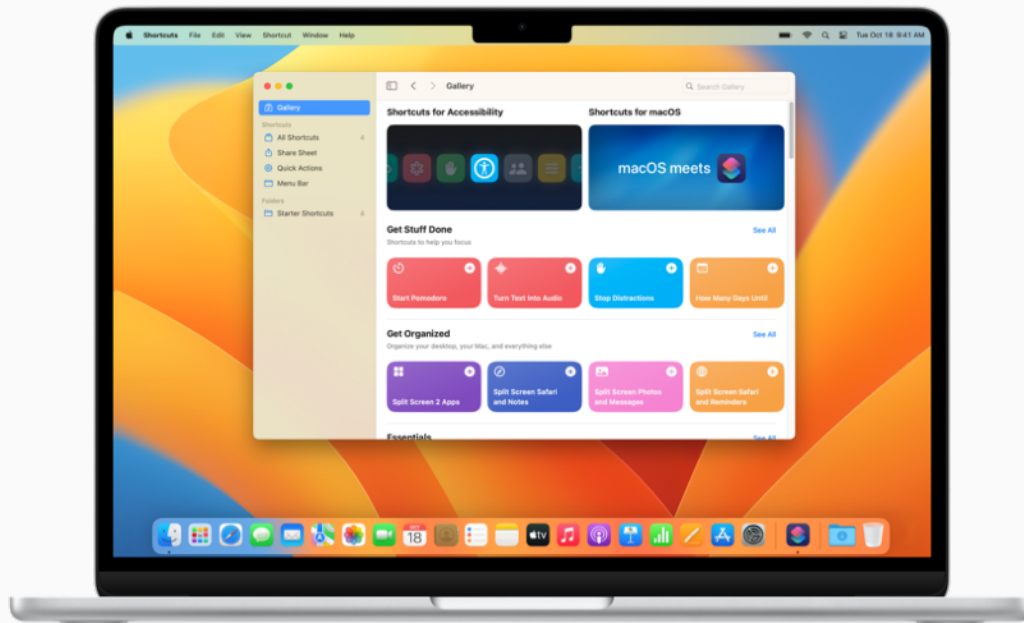 Shortcuts File Edit View Shortcut Window Help Tue Oct 18 9:41 AM
Gallery
Search Gallery
Gallery
Shortcuts
All Shortcuts 4
Share Sheet
Quick Actions
Menu Bar
Folders
Starter Shortcuts 4
Shortcuts for Accessibility
Shortcuts for macOS
macOS meets
Get Stuff Done
See All
Shortcuts to help you focus
Start Pomodoro
Turn Text Into Audio
Stop Distractions
How Many Days Until
Get Organized
See All
Organize your desktop, your Mac, and everything else
Split Screen 2 Apps
Split Screen Safari
and Notes
Split Screen Photos
and Messages
Split Screen Safari
and Reminders
Essentials
See All
OCT
18
tv